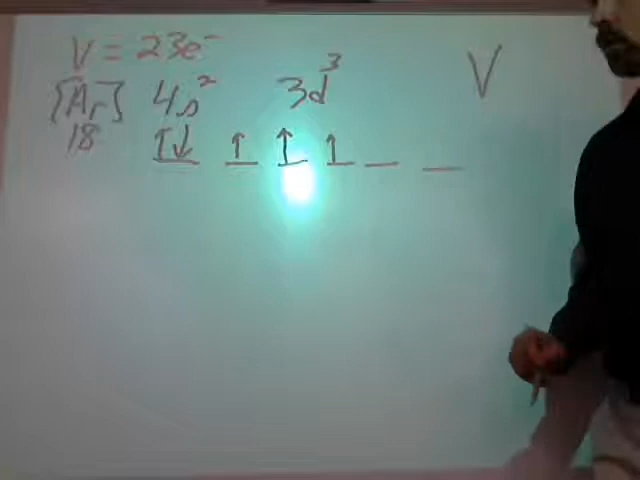 V = 23e⁻
[Ar] 4s² 3d³ V
18 ↑↓ ↑ ↑ ↑ _ _